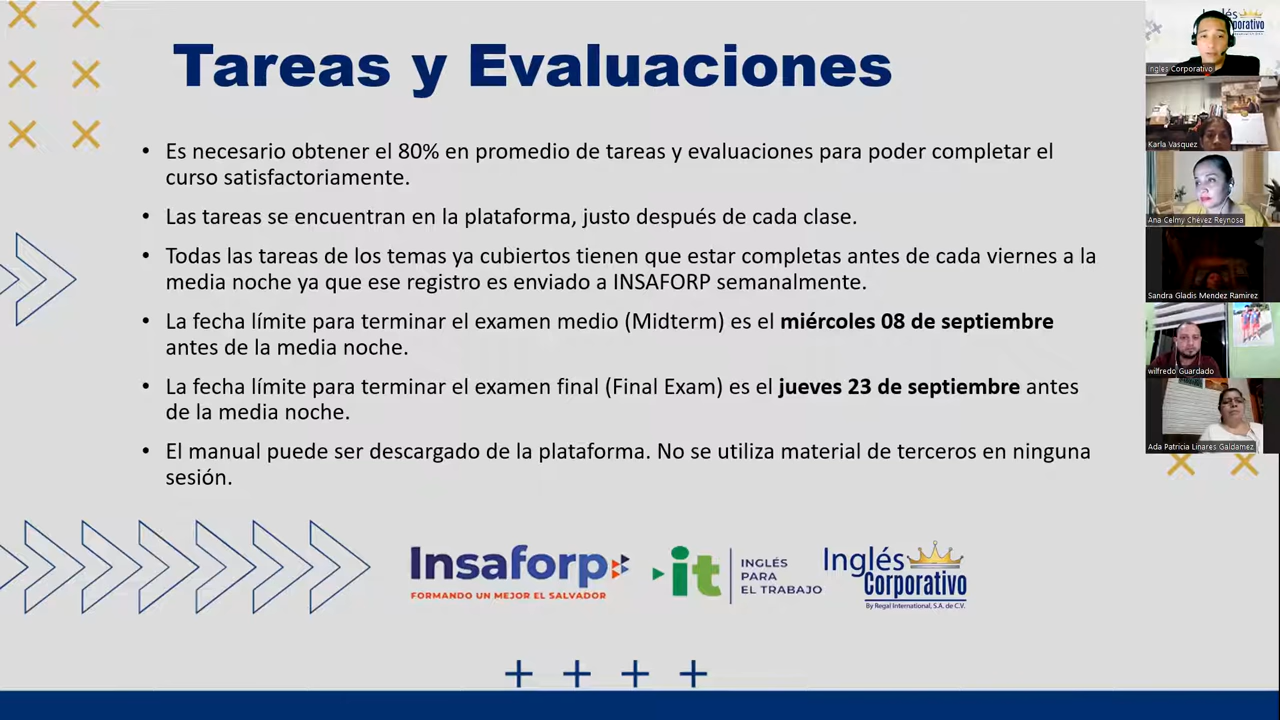 Tareas y Evaluaciones
• Es necesario obtener el 80% en promedio de tareas y evaluaciones para poder completar el
curso satisfactoriamente.
• Las tareas se encuentran en la plataforma, justo después de cada clase.
• Todas las tareas de los temas ya cubiertos tienen que estar completas antes de cada viernes a la
media noche ya que ese registro es enviado a INSAFORP semanalmente.
• La fecha límite para terminar el examen medio (Midterm) es el miércoles 08 de septiembre
antes de la media noche.
• La fecha límite para terminar el examen final (Final Exam) es el jueves 23 de septiembre antes
de la media noche.
• El manual puede ser descargado de la plataforma. No se utiliza material de terceros en ninguna
sesión.
Insaforp
FORMANDO UN MEJOR EL SALVADOR
it
INGLÉS
PARA
EL TRABAJO
Inglés
Corporativo
By Regal International, S.A. de C.V.
Ingles Corporativo
Karla Vasquez
Ana Celmy Chévez Reynosa
Sandra Gladis Mendez Ramirez
wilfredo Guardado
Ada Patricia Linares Galdamez